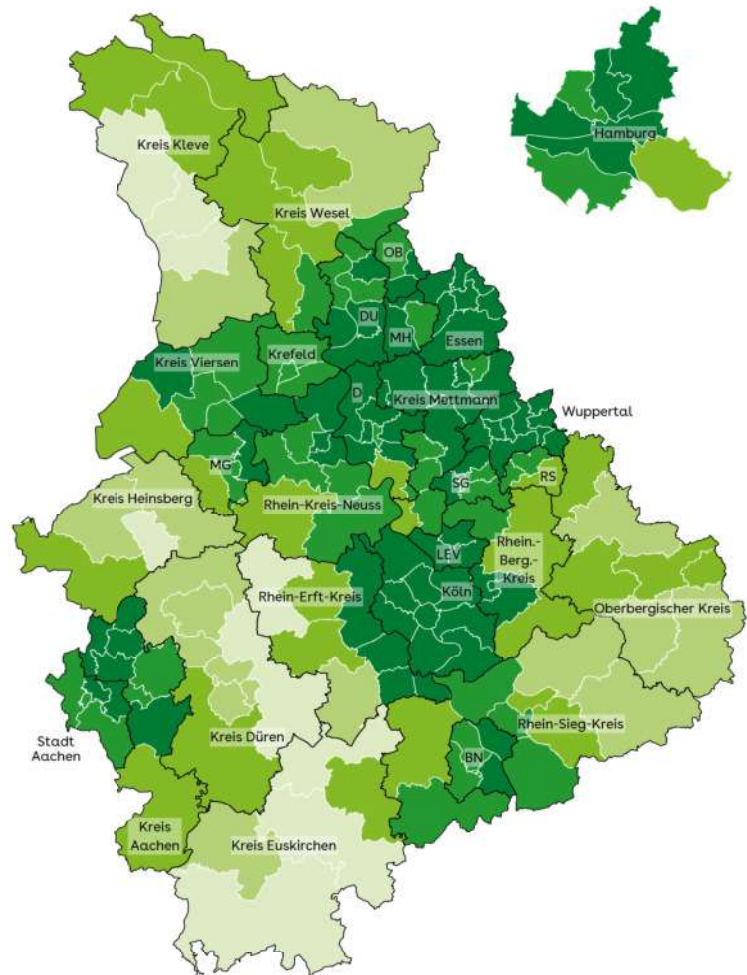 Hamburg
Kreis Kleve
Kreis Wesel
OB
DU
MH
Essen
Kreis Viersen
Krefeld
D
Kreis Mettmann
Wuppertal
MG
SG
RS
Kreis Heinsberg
Rhein-Kreis-Neuss
LEV
Rhein.-
Berg.-
Kreis
Rhein-Erft-Kreis
Köln
Oberbergischer Kreis
Stadt
Aachen
Kreis Düren
Rhein-Sieg-Kreis
BN
Kreis
Aachen
Kreis Euskirchen